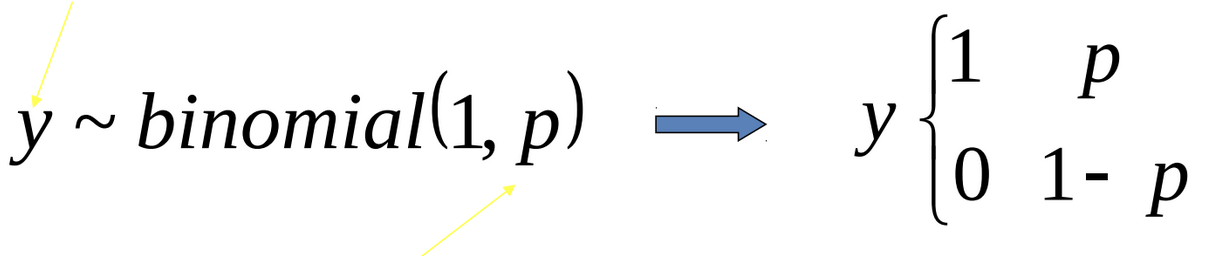 y ~ binomial(1, p)
y { 1 p
0 1- p